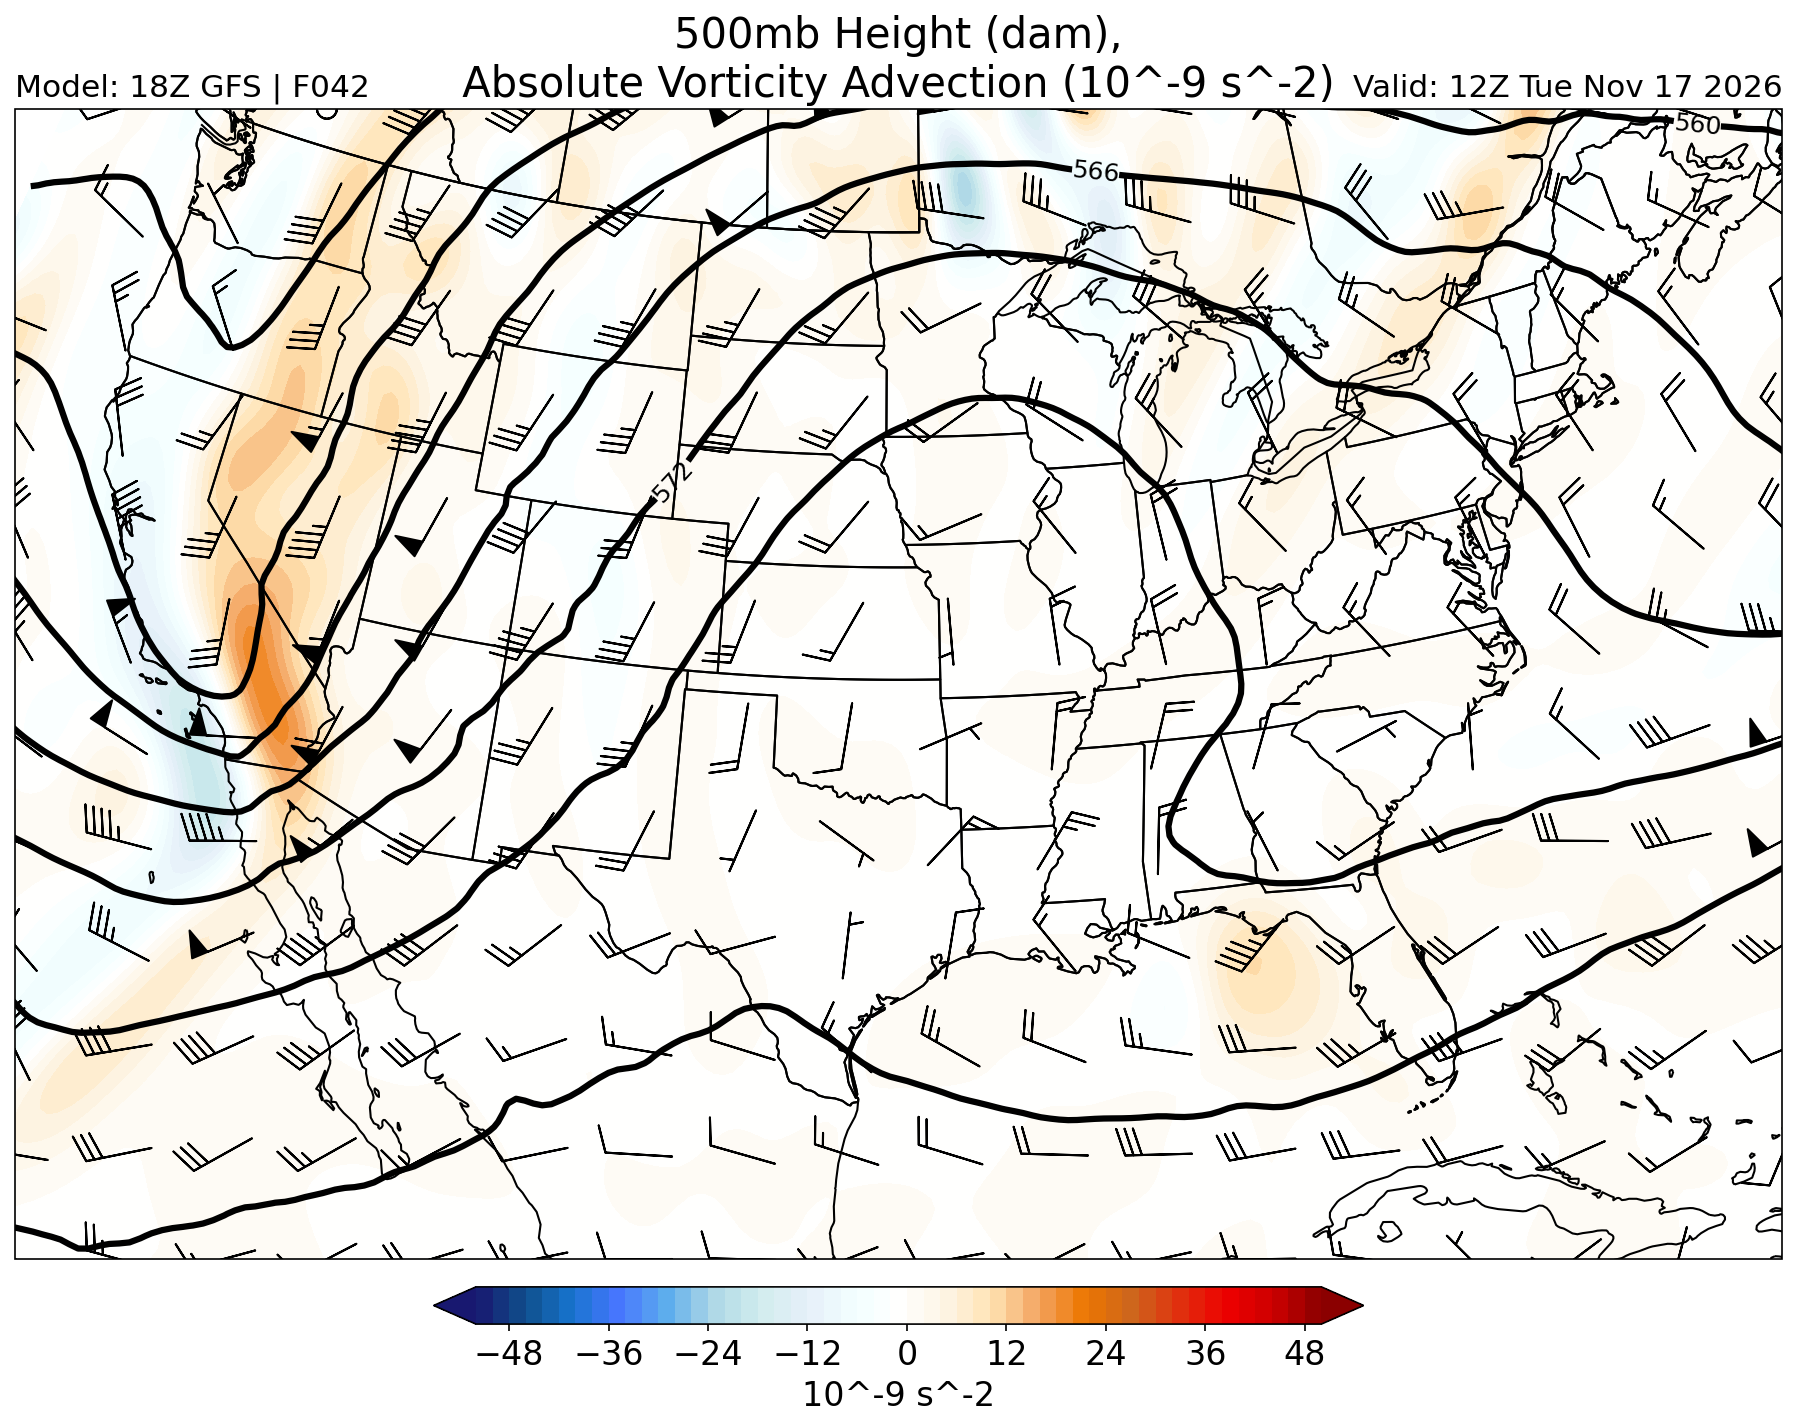 500mb Height (dam),
Model: 18Z GFS | F042
Absolute Vorticity Advection (10^-9 s^-2)
Valid: 12Z Tue Nov 17 2026
560
566
572
−48 −36 −24 −12 0 12 24 36 48
10^-9 s^-2